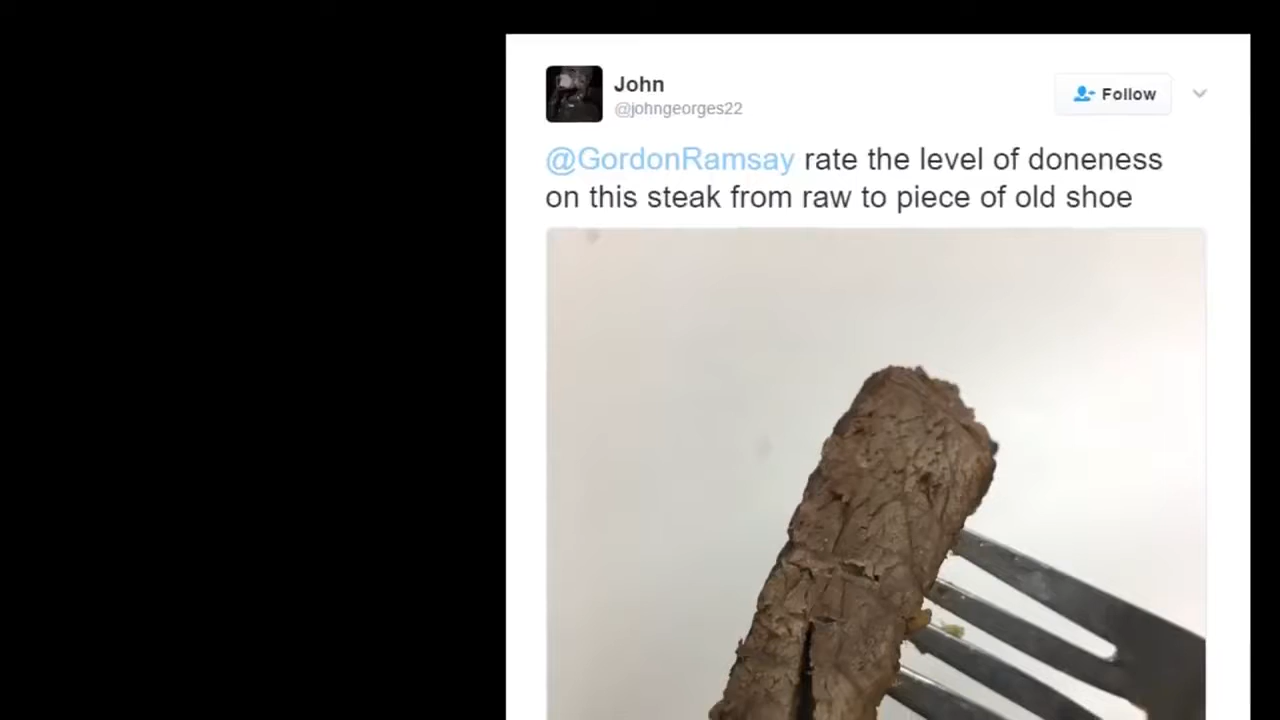 John
@johngeorges22
Follow
@GordonRamsay rate the level of doneness
on this steak from raw to piece of old shoe